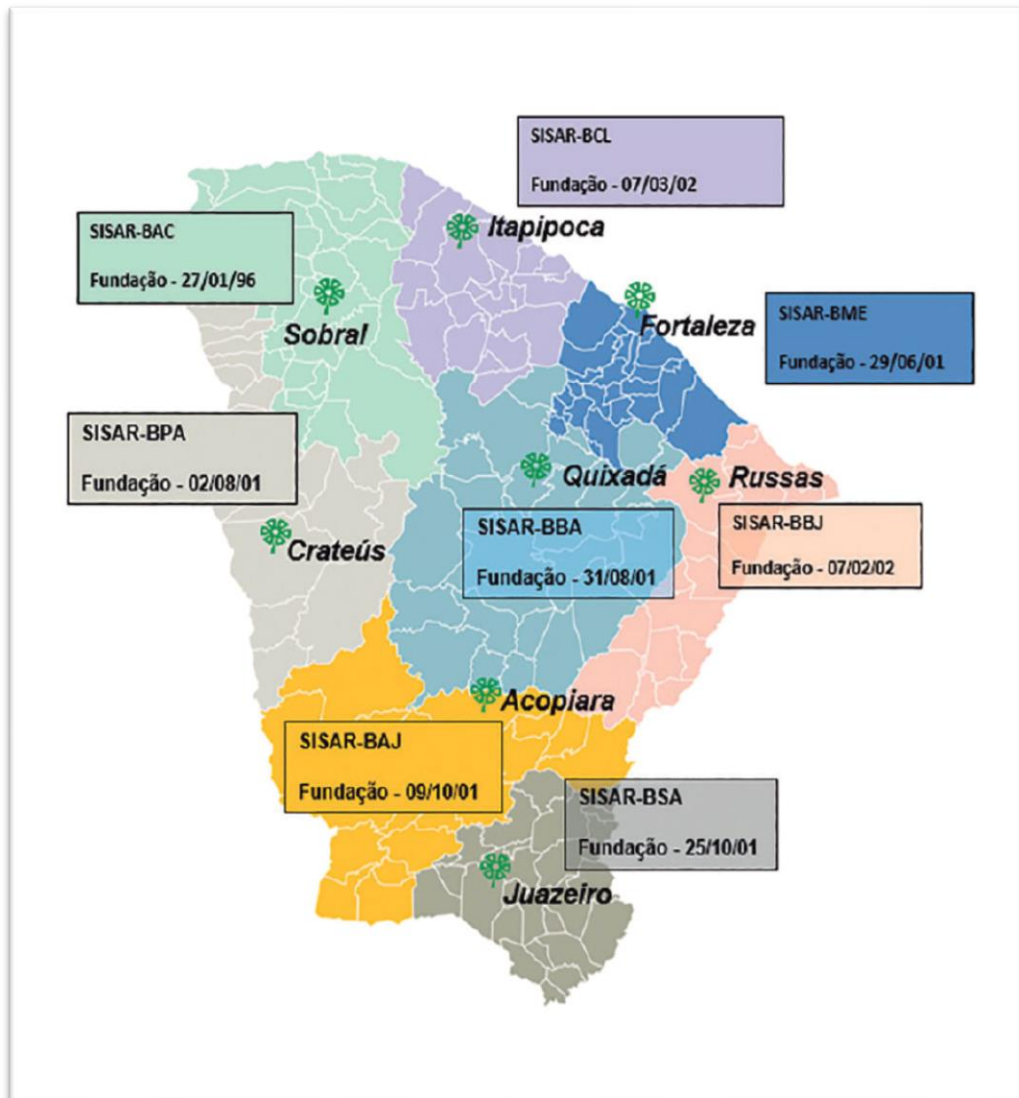 SISAR-BCL
Fundação - 07/03/02
Itapipoca
SISAR-BAC
Fundação - 27/01/96
Sobral
Fortaleza
SISAR-BME
Fundação - 29/06/01
SISAR-BPA
Fundação - 02/08/01
Crateús
Quixadá
Russas
SISAR-BBA
Fundação - 31/08/01
SISAR-BBJ
Fundação - 07/02/02
Acopiara
SISAR-BAJ
Fundação - 09/10/01
SISAR-BSA
Fundação - 25/10/01
Juazeiro